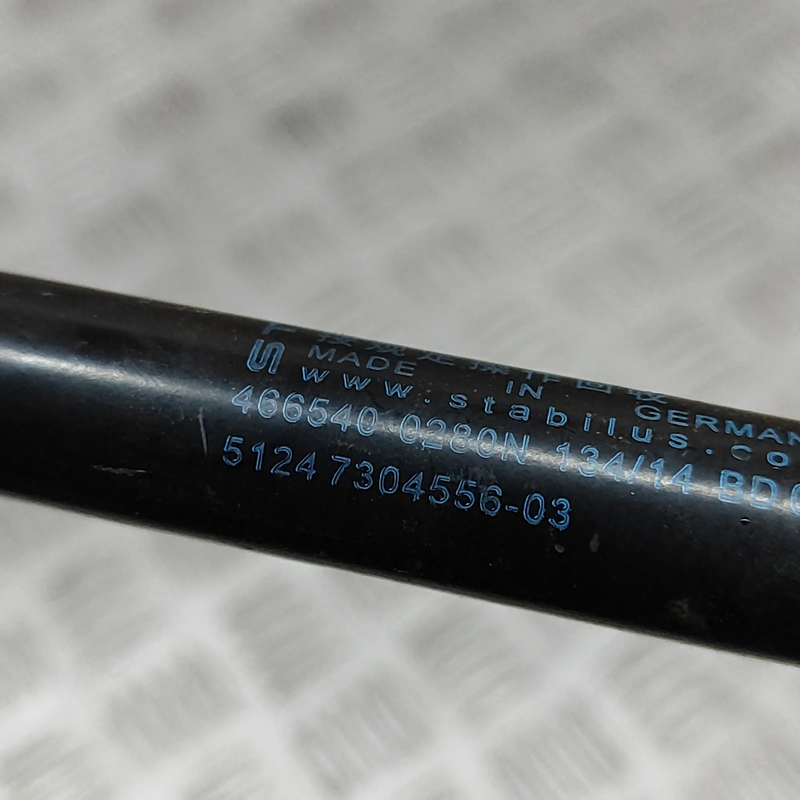 MADE IN GERMAN
www.stabilus.co
466540 0280N 134/14 BD
51247304556-03